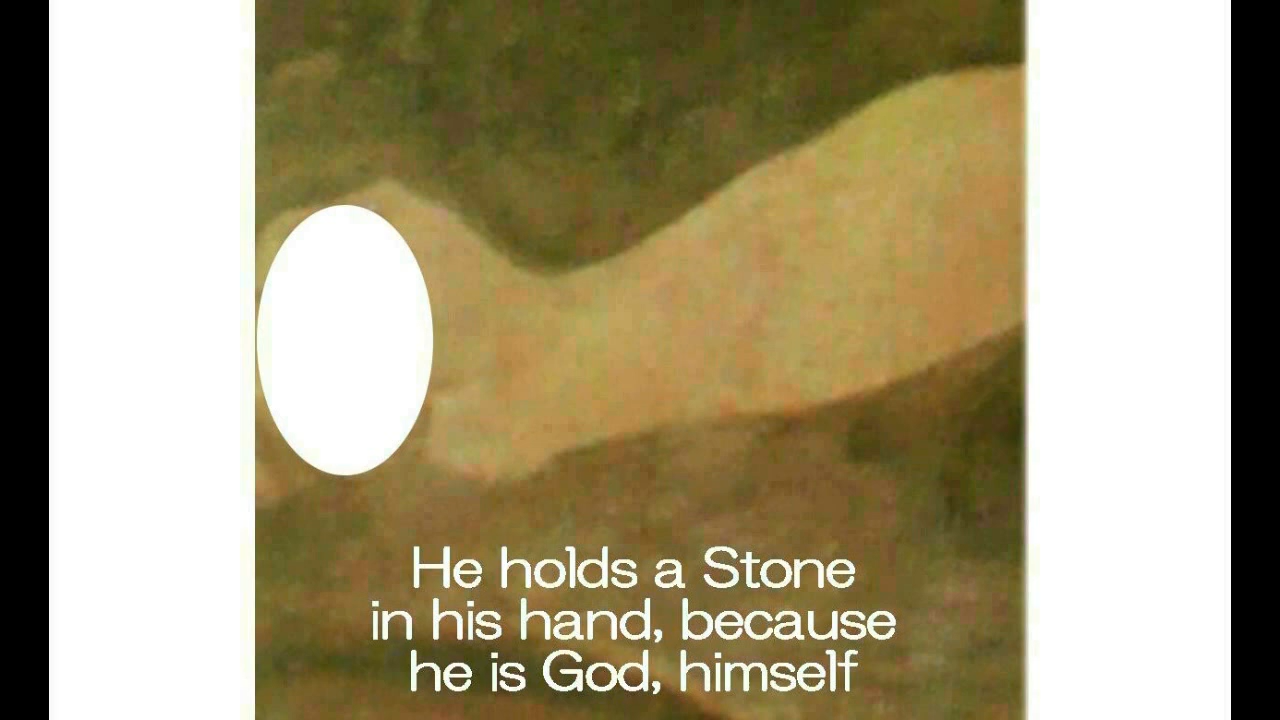 He holds a Stone
in his hand, because
he is God, himself